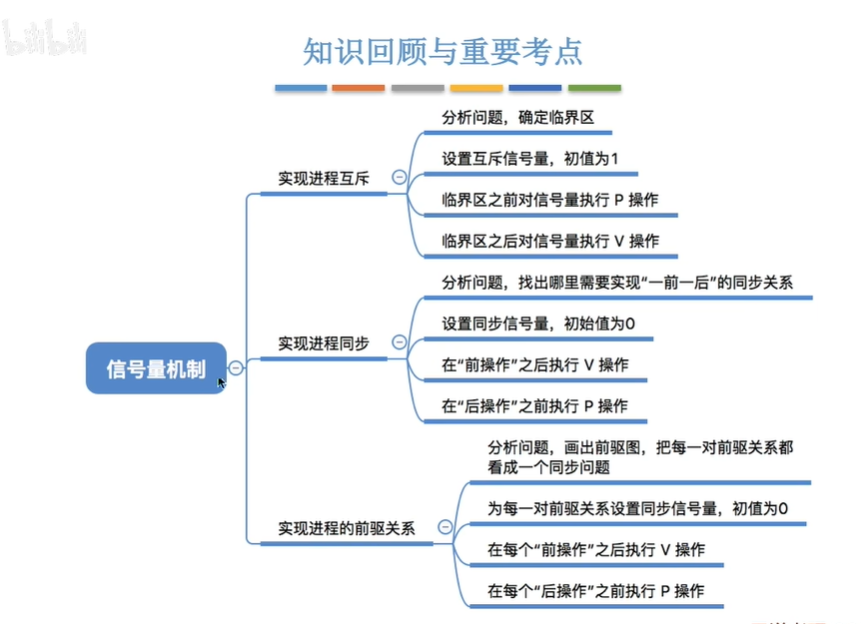 bilibili
知识回顾与重要考点
分析问题，确定临界区
设置互斥信号量，初值为1
实现进程互斥
临界区之前对信号量执行 P 操作
临界区之后对信号量执行 V 操作
分析问题，找出哪里需要实现“一前一后”的同步关系
设置同步信号量，初始值为0
实现进程同步
在“前操作”之后执行 V 操作
在“后操作”之前执行 P 操作
信号量机制
分析问题，画出前驱图，把每一对前驱关系都
看成一个同步问题
为每一对前驱关系设置同步信号量，初值为0
实现进程的前驱关系
在每个“前操作”之后执行 V 操作
在每个“后操作”之前执行 P 操作